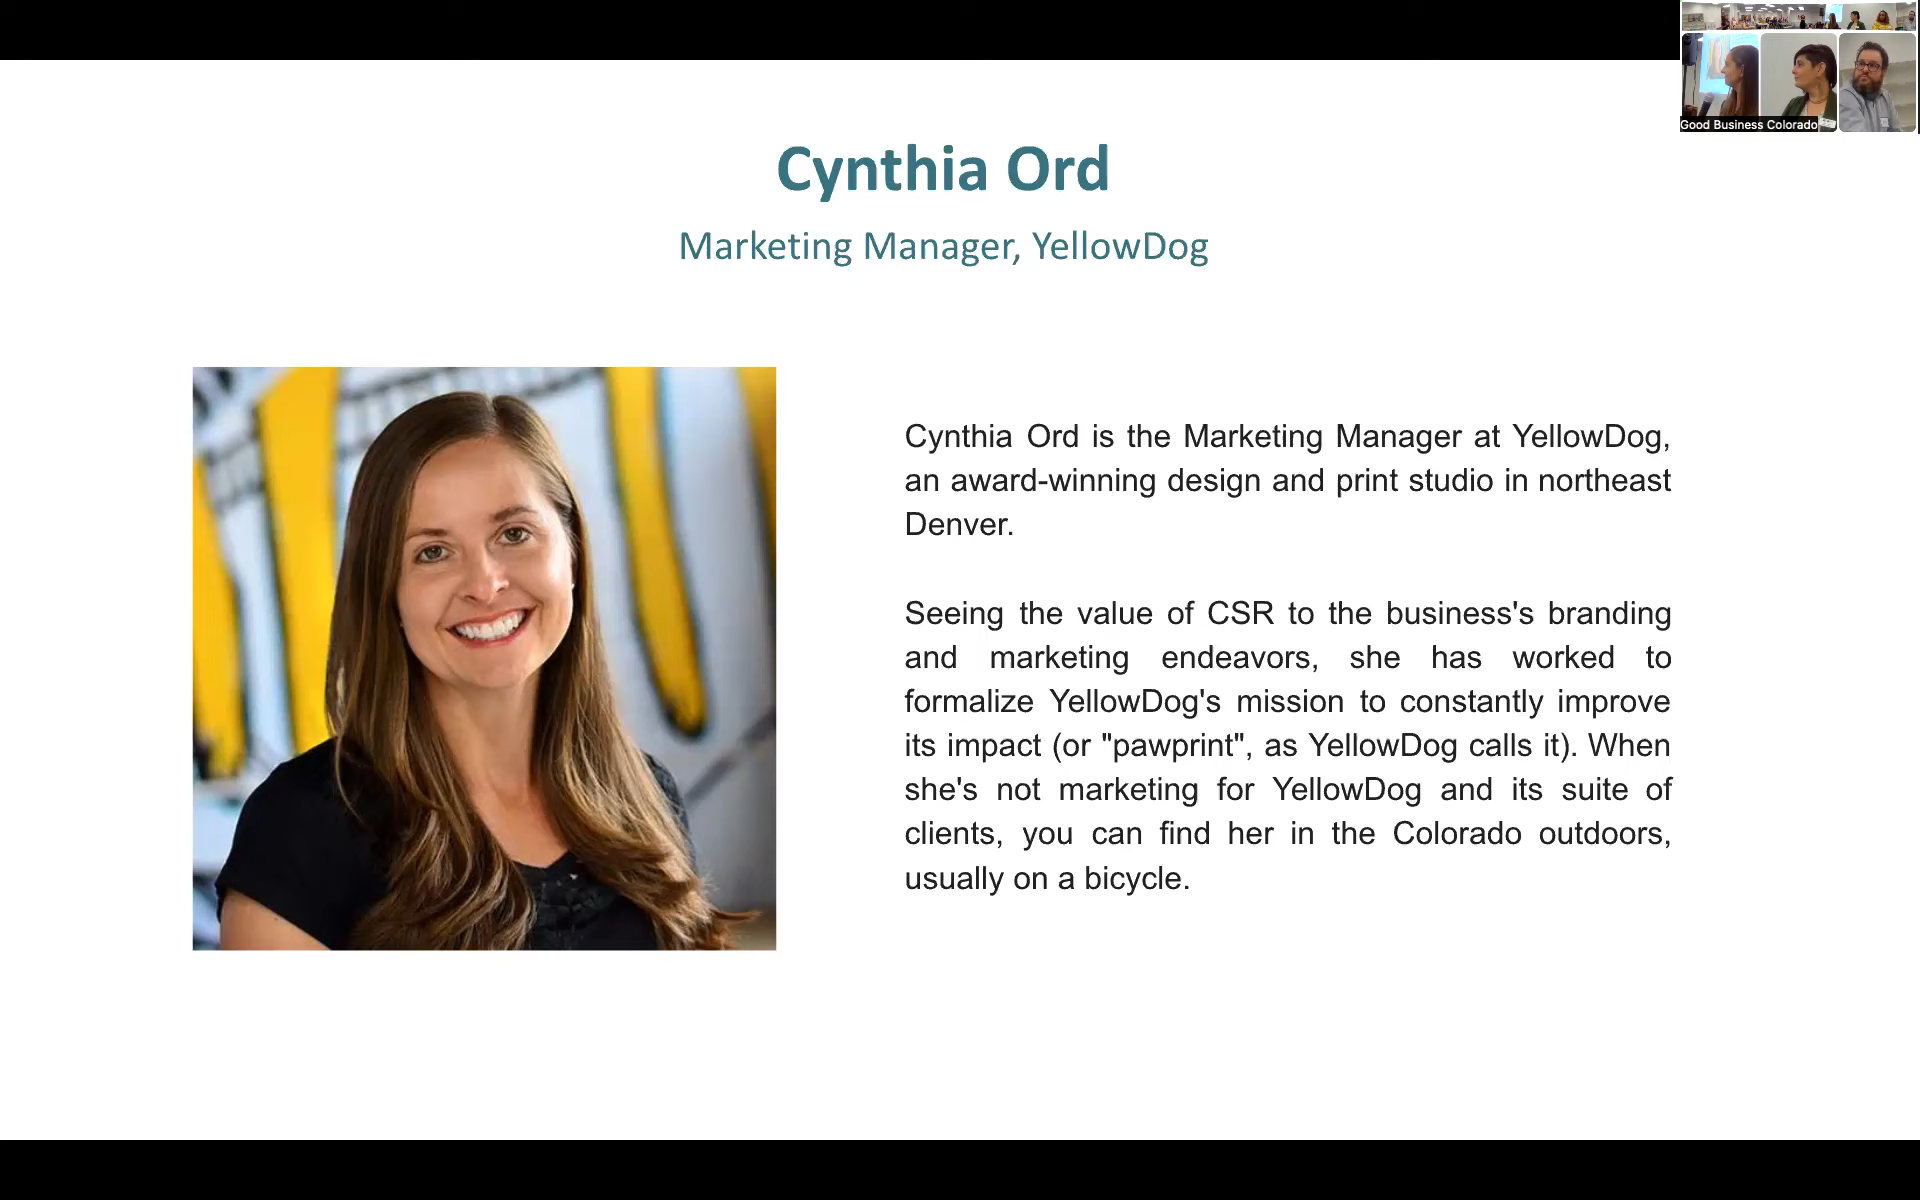 Good Business Colorado
Cynthia Ord
Marketing Manager, YellowDog
Cynthia Ord is the Marketing Manager at YellowDog,
an award-winning design and print studio in northeast
Denver.
Seeing the value of CSR to the business's branding
and marketing endeavors, she has worked to
formalize YellowDog's mission to constantly improve
its impact (or "pawprint", as YellowDog calls it). When
she's not marketing for YellowDog and its suite of
clients, you can find her in the Colorado outdoors,
usually on a bicycle.